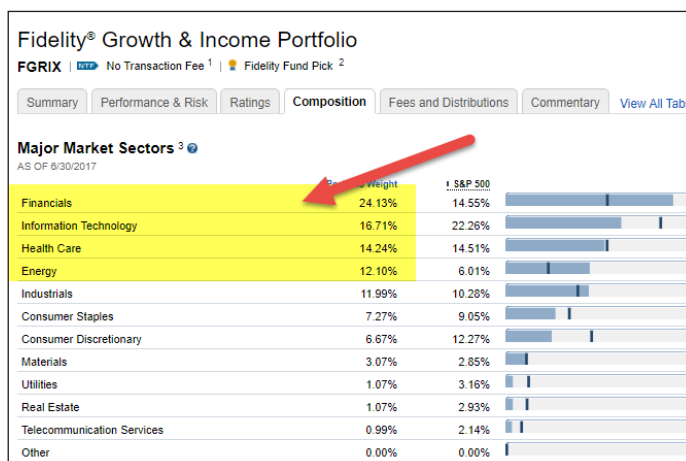 Fidelity® Growth & Income Portfolio
FGRIX | NTF No Transaction Fee 1 | Fidelity Fund Pick 2
Summary Performance & Risk Ratings Composition Fees and Distributions Commentary View All Tabs
Major Market Sectors 3 ?
AS OF 6/30/2017
Weight S&P 500
Financials 24.13% 14.55%
Information Technology 16.71% 22.26%
Health Care 14.24% 14.51%
Energy 12.10% 6.01%
Industrials 11.99% 10.28%
Consumer Staples 7.27% 9.05%
Consumer Discretionary 6.67% 12.27%
Materials 3.07% 2.85%
Utilities 1.07% 3.16%
Real Estate 1.07% 2.93%
Telecommunication Services 0.99% 2.14%
Other 0.00% 0.00%